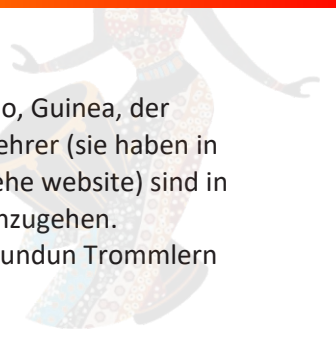 o, Guinea, der
ehrer (sie haben in
ehe website) sind in
nzugehen.
undun Trommlern